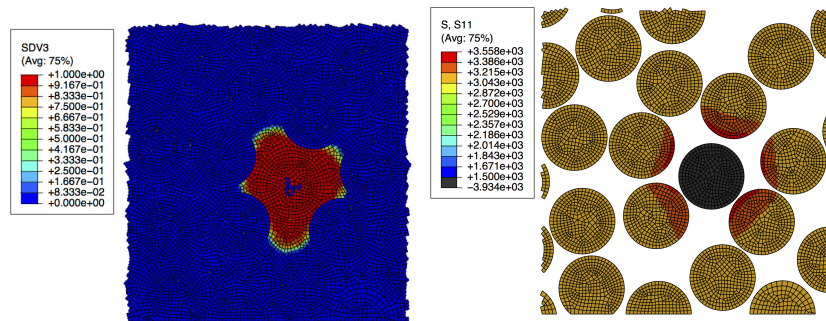 SDV3
(Avg: 75%)
+1.000e+00
+9.167e-01
+8.333e-01
+7.500e-01
+6.667e-01
+5.833e-01
+5.000e-01
+4.167e-01
+3.333e-01
+2.500e-01
+1.667e-01
+8.333e-02
+0.000e+00
S, S11
(Avg: 75%)
+3.558e+03
+3.386e+03
+3.215e+03
+3.043e+03
+2.872e+03
+2.700e+03
+2.529e+03
+2.357e+03
+2.186e+03
+2.014e+03
+1.843e+03
+1.671e+03
+1.500e+03
-3.934e+03